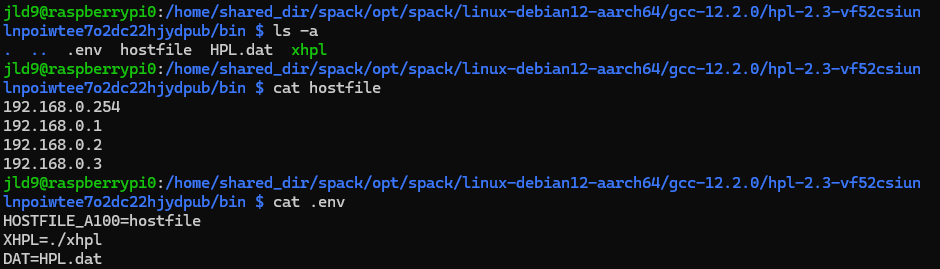 jld9@raspberrypi0:/home/shared_dir/spack/opt/spack/linux-debian12-aarch64/gcc-12.2.0/hpl-2.3-vf52csiun
lnpoiwtee7o2dc22hjydpub/bin $ ls -a
.  ..  .env  hostfile  HPL.dat  xhpl
jld9@raspberrypi0:/home/shared_dir/spack/opt/spack/linux-debian12-aarch64/gcc-12.2.0/hpl-2.3-vf52csiun
lnpoiwtee7o2dc22hjydpub/bin $ cat hostfile
192.168.0.254
192.168.0.1
192.168.0.2
192.168.0.3
jld9@raspberrypi0:/home/shared_dir/spack/opt/spack/linux-debian12-aarch64/gcc-12.2.0/hpl-2.3-vf52csiun
lnpoiwtee7o2dc22hjydpub/bin $ cat .env
HOSTFILE_A100=hostfile
XHPL=./xhpl
DAT=HPL.dat